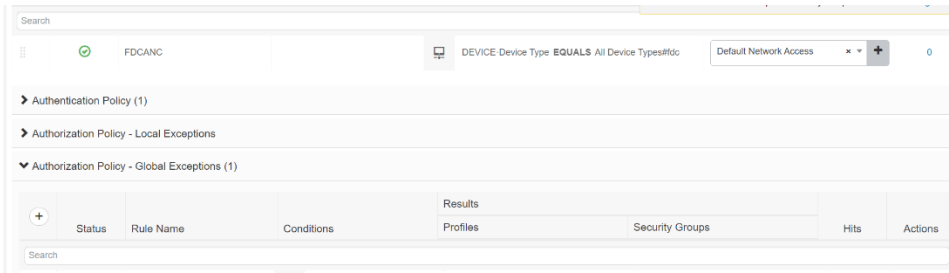 Search
FDCANC DEVICE·Device Type EQUALS All Device Types#fdc Default Network Access × + 0
Authentication Policy (1)
Authorization Policy - Local Exceptions
Authorization Policy - Global Exceptions (1)
Results
+ Status Rule Name Conditions Profiles Security Groups Hits Actions
Search